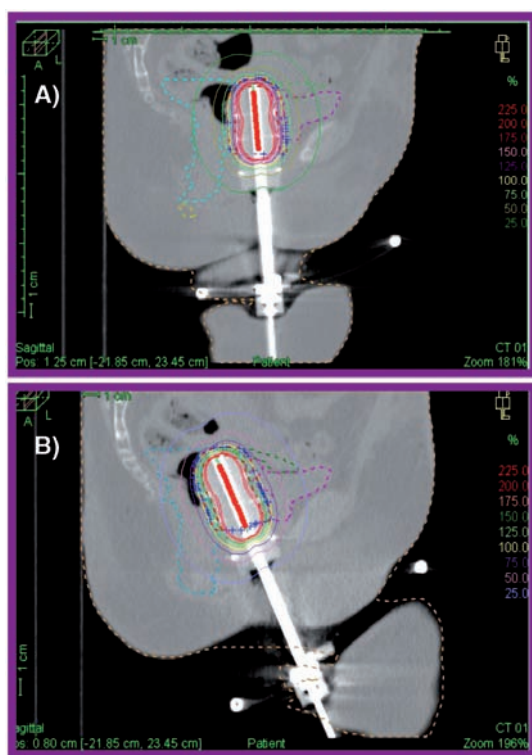 A L
1 cm
A)
%
225.0
200.0
175.0
150.0
125.0
100.0
75.0
50.0
25.0
1 cm
Sagittal
Pos 1.25 cm [-21.85 cm, 23.45 cm]
Patient
CT 01
Zoom 181%
A L
1 cm
B)
%
225.0
200.0
175.0
150.0
125.0
100.0
75.0
50.0
25.0
1 cm
agittal
os 0.80 cm [-21.85 cm, 23.45 cm]
Patient
CT 01
Zoom 196%